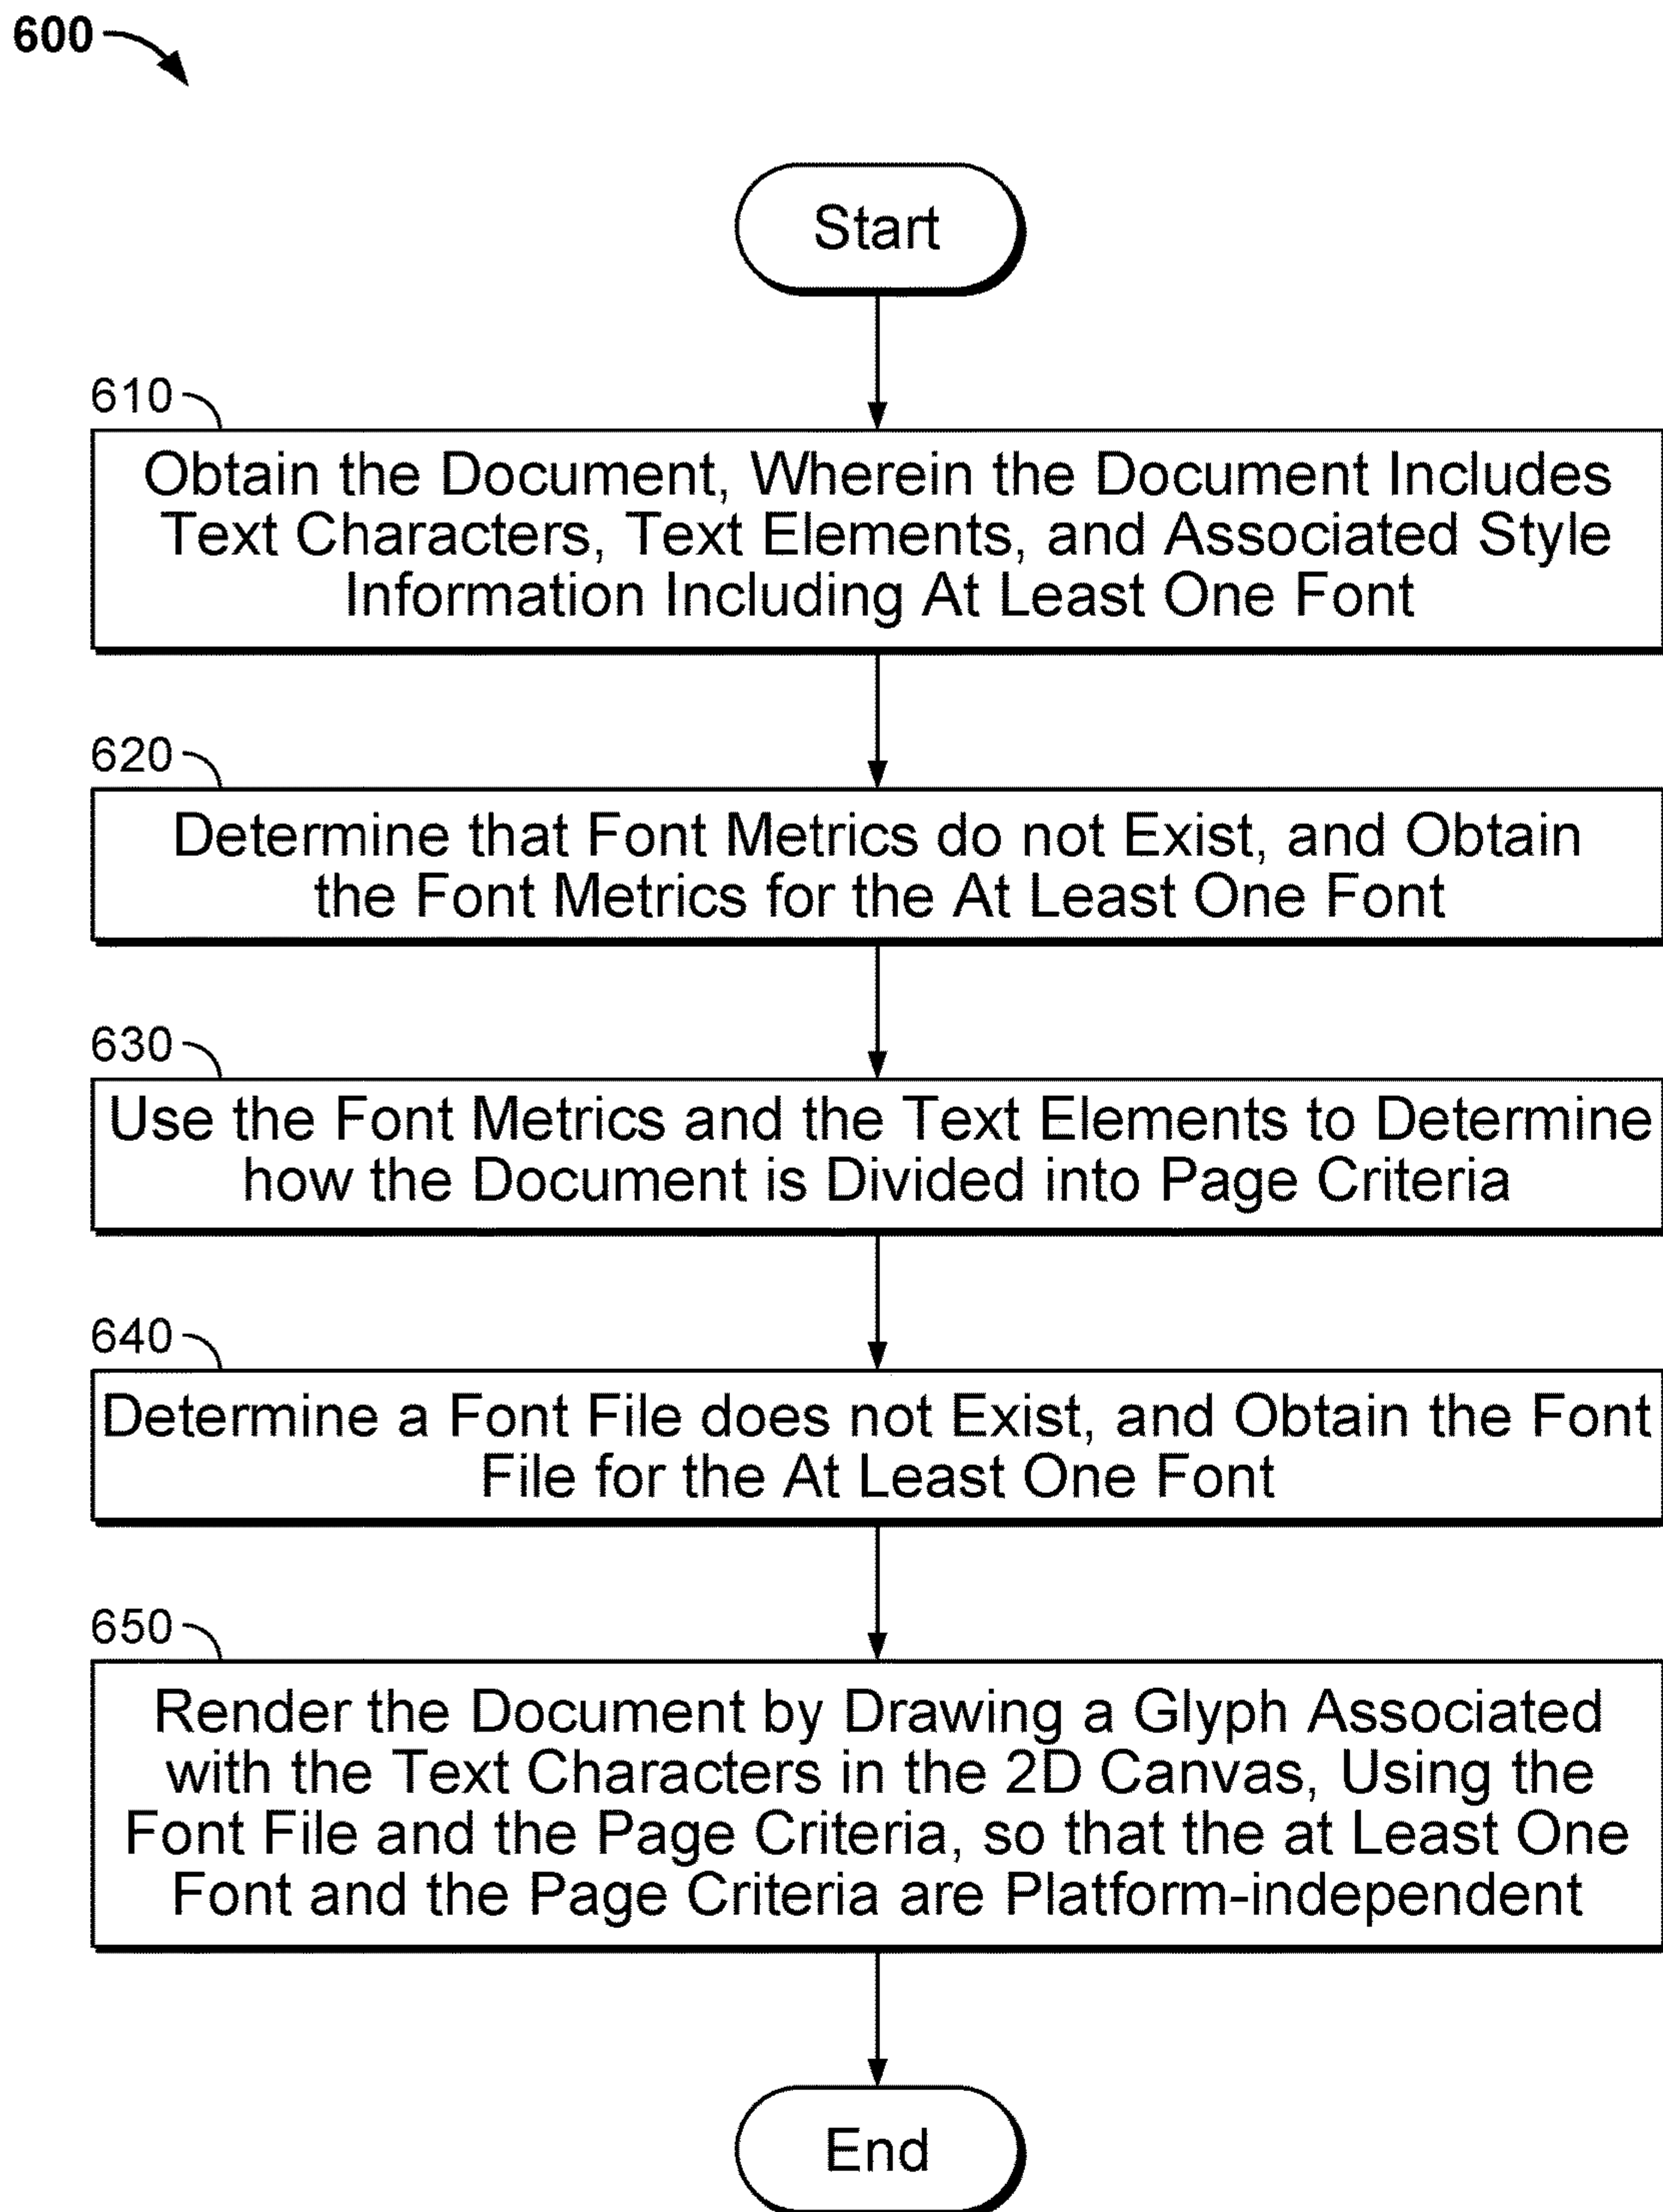 600
Start
610
Obtain the Document, Wherein the Document Includes
Text Characters, Text Elements, and Associated Style
Information Including At Least One Font
620
Determine that Font Metrics do not Exist, and Obtain
the Font Metrics for the At Least One Font
630
Use the Font Metrics and the Text Elements to Determine
how the Document is Divided into Page Criteria
640
Determine a Font File does not Exist, and Obtain the Font
File for the At Least One Font
650
Render the Document by Drawing a Glyph Associated
with the Text Characters in the 2D Canvas, Using the
Font File and the Page Criteria, so that the at Least One
Font and the Page Criteria are Platform-independent
End